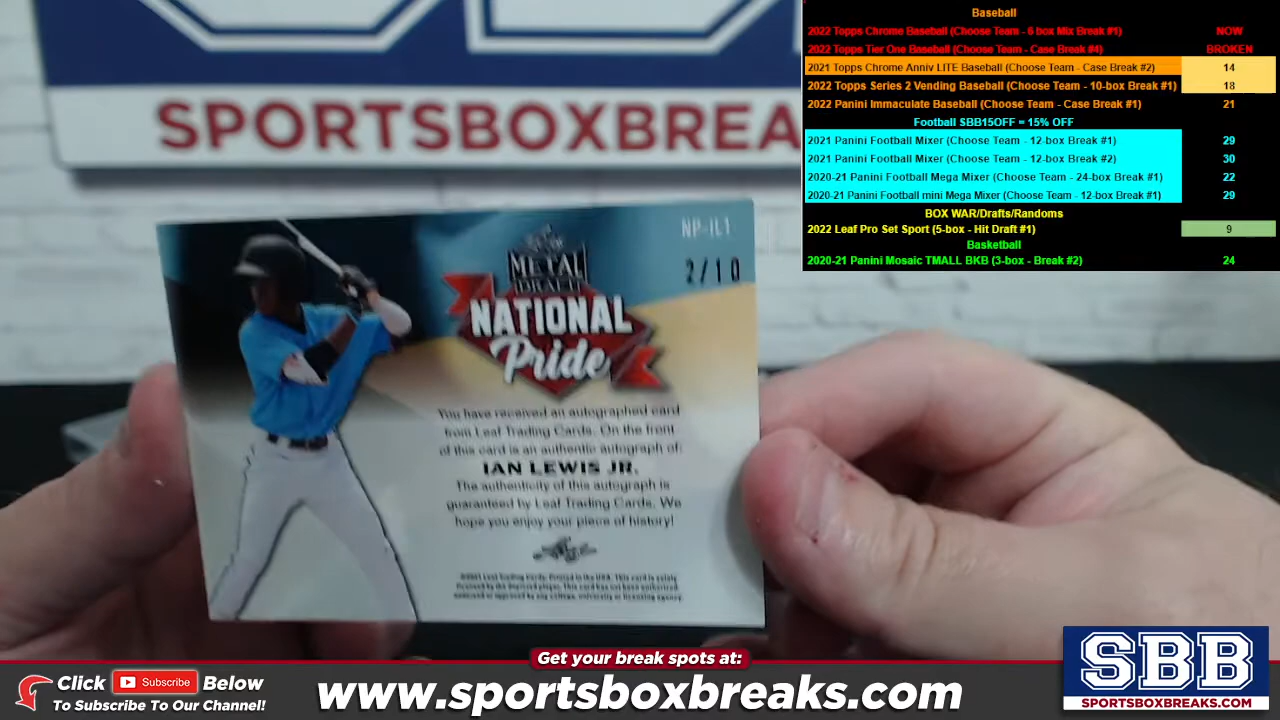 SPORTSBOXBREA
Baseball
2022 Topps Chrome Baseball (Choose Team - 6 box Mix Break #1) NOW
2022 Topps Tier One Baseball (Choose Team - Case Break #4) BROKEN
2021 Topps Chrome Anniv LITE Baseball (Choose Team - Case Break #2) 14
2022 Topps Series 2 Vending Baseball (Choose Team - 10-box Break #1) 18
2022 Panini Immaculate Baseball (Choose Team - Case Break #1) 21
Football SBB15OFF = 15% OFF
2021 Panini Football Mixer (Choose Team - 12-box Break #1) 29
2021 Panini Football Mixer (Choose Team - 12-box Break #2) 30
2020-21 Panini Football Mega Mixer (Choose Team - 24-box Break #1) 22
2020-21 Panini Football mini Mega Mixer (Choose Team - 12-box Break #1) 29
BOX WAR/Drafts/Randoms
2022 Leaf Pro Set Sport (5-box - Hit Draft #1) 9
Basketball
2020-21 Panini Mosaic TMALL BKB (3-box - Break #2) 24
NP-IL1
2/10
METAL
DRAFT
NATIONAL
Pride
You have received an autographed card
from Leaf Trading Cards. On the front
of this card is an authentic autograph of:
IAN LEWIS JR.
The authenticity of this autograph is
guaranteed by Leaf Trading Cards. We
hope you enjoy your piece of history!
Get your break spots at:
Click Subscribe Below
To Subscribe To Our Channel!
www.sportsboxbreaks.com
SBB
SPORTSBOXBREAKS.COM